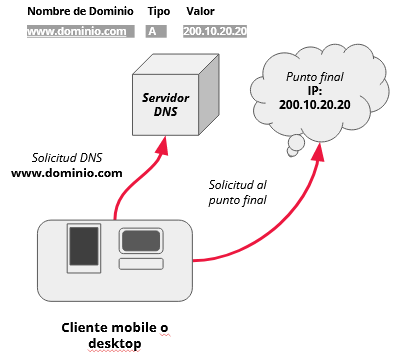 Nombre de Dominio Tipo Valor
www.dominio.com A 200.10.20.20
Servidor
DNS
Punto final
IP:
200.10.20.20
Solicitud DNS
www.dominio.com
Solicitud al
punto final
Cliente mobile o
desktop